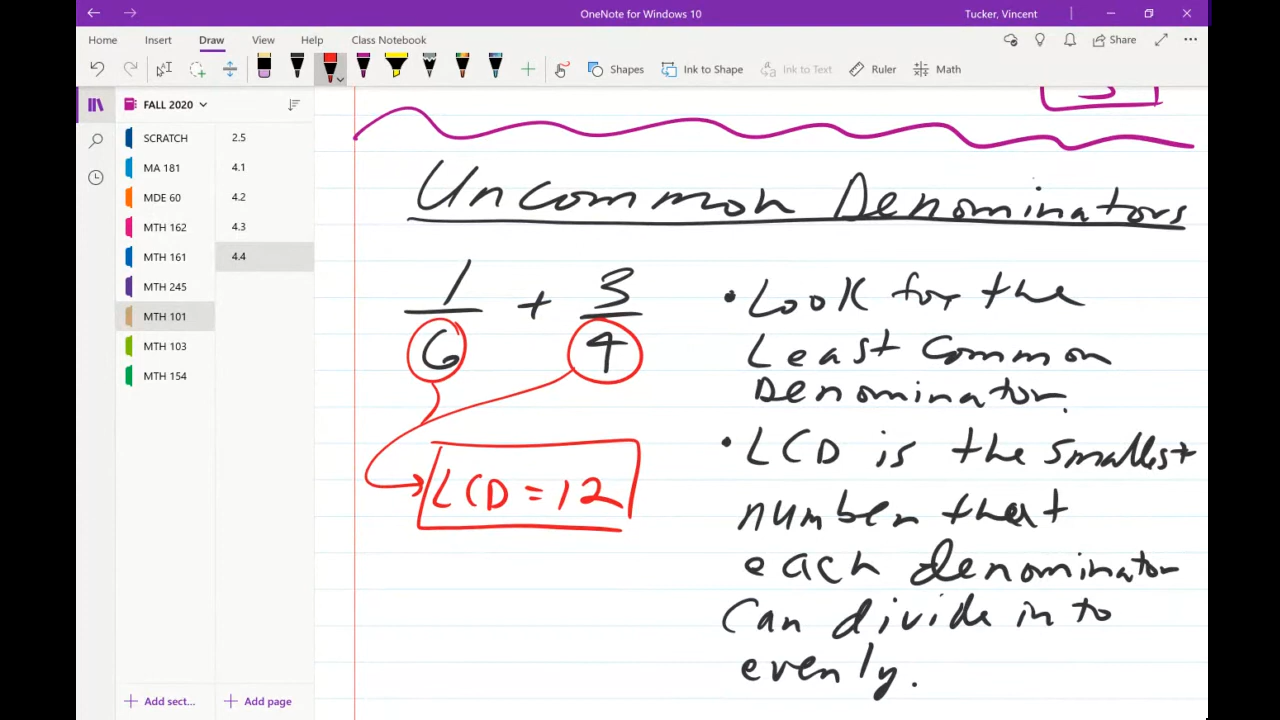 OneNote for Windows 10
Tucker, Vincent
Home Insert Draw View Help Class Notebook
Share
Shapes Ink to Shape Ink to Text Ruler Math
FALL 2020
SCRATCH
MA 181
MDE 60
MTH 162
MTH 161
MTH 245
MTH 101
MTH 103
MTH 154
2.5
4.1
4.2
4.3
4.4
Add sect...
Add page
Uncommon Denominators
1/6 + 3/4
LCD = 12
• Look for the
Least Common
Denominator.
• LCD is the smallest
number that
each denominator
can divide in to
evenly.